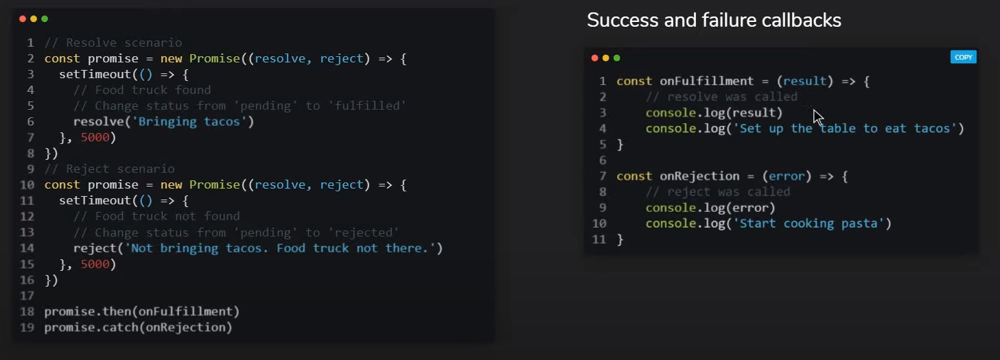 1 // Resolve scenario
2 const promise = new Promise((resolve, reject) => {
3   setTimeout(() => {
4     // Food truck found
5     // Change status from 'pending' to 'fulfilled'
6     resolve('Bringing tacos')
7   }, 5000)
8 })
9 // Reject scenario
10 const promise = new Promise((resolve, reject) => {
11   setTimeout(() => {
12     // Food truck not found
13     // Change status from 'pending' to 'rejected'
14     reject('Not bringing tacos. Food truck not there.')
15   }, 5000)
16 })
17
18 promise.then(onFulfillment)
19 promise.catch(onRejection)
Success and failure callbacks
COPY
1 const onFulfillment = (result) => {
2     // resolve was called
3     console.log(result)
4     console.log('Set up the table to eat tacos')
5 }
6
7 const onRejection = (error) => {
8     // reject was called
9     console.log(error)
10     console.log('Start cooking pasta')
11 }